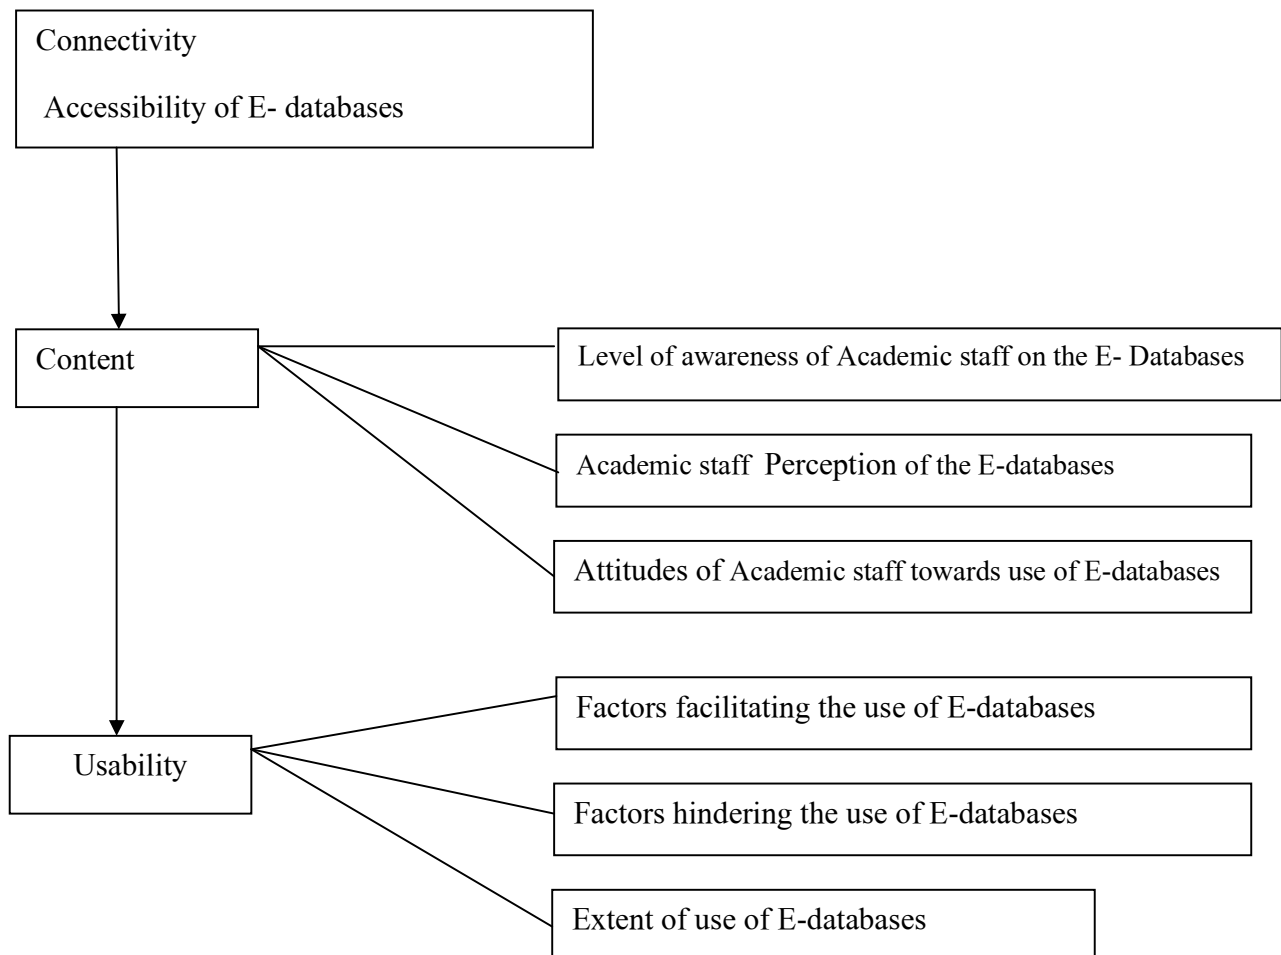 Connectivity
Accessibility of E- databases
Content
Level of awareness of Academic staff on the E- Databases
Academic staff Perception of the E-databases
Attitudes of Academic staff towards use of E-databases
Usability
Factors facilitating the use of E-databases
Factors hindering the use of E-databases
Extent of use of E-databases